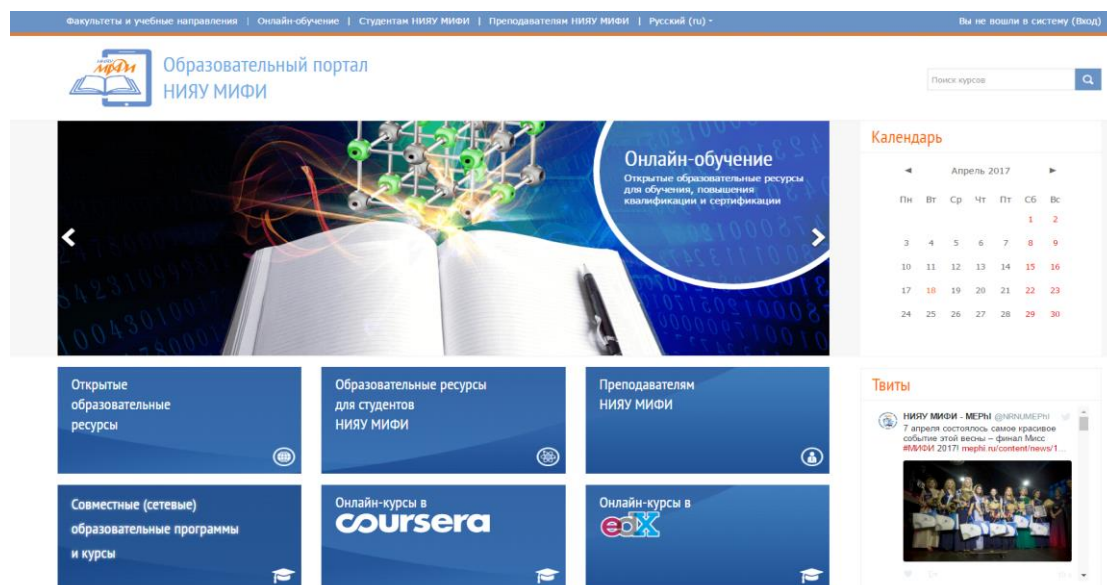 Факультеты и учебные направления | Онлайн-обучение | Студентам НИЯУ МИФИ | Преподавателям НИЯУ МИФИ | Русский (ru)
Вы не вошли в систему (Вход)
НИЯУ
МИФИ
Образовательный портал
НИЯУ МИФИ
Поиск курсов
Онлайн-обучение
Открытые образовательные ресурсы
для обучения, повышения
квалификации и сертификации
Календарь
◄ Апрель 2017 ►
Пн Вт Ср Чт Пт Сб Вс
1 2
3 4 5 6 7 8 9
10 11 12 13 14 15 16
17 18 19 20 21 22 23
24 25 26 27 28 29 30
Открытые
образовательные
ресурсы
Образовательные ресурсы
для студентов
НИЯУ МИФИ
Преподавателям
НИЯУ МИФИ
Совместные (сетевые)
образовательные программы
и курсы
Онлайн-курсы в
coursera
Онлайн-курсы в
edX
Твиты
НИЯУ МИФИ - MEPhI @NRNUMEPhI
7 апреля состоялось самое красивое
событие этой весны – финал Мисс
#МИФИ 2017! mephi.ru/content/news/1...